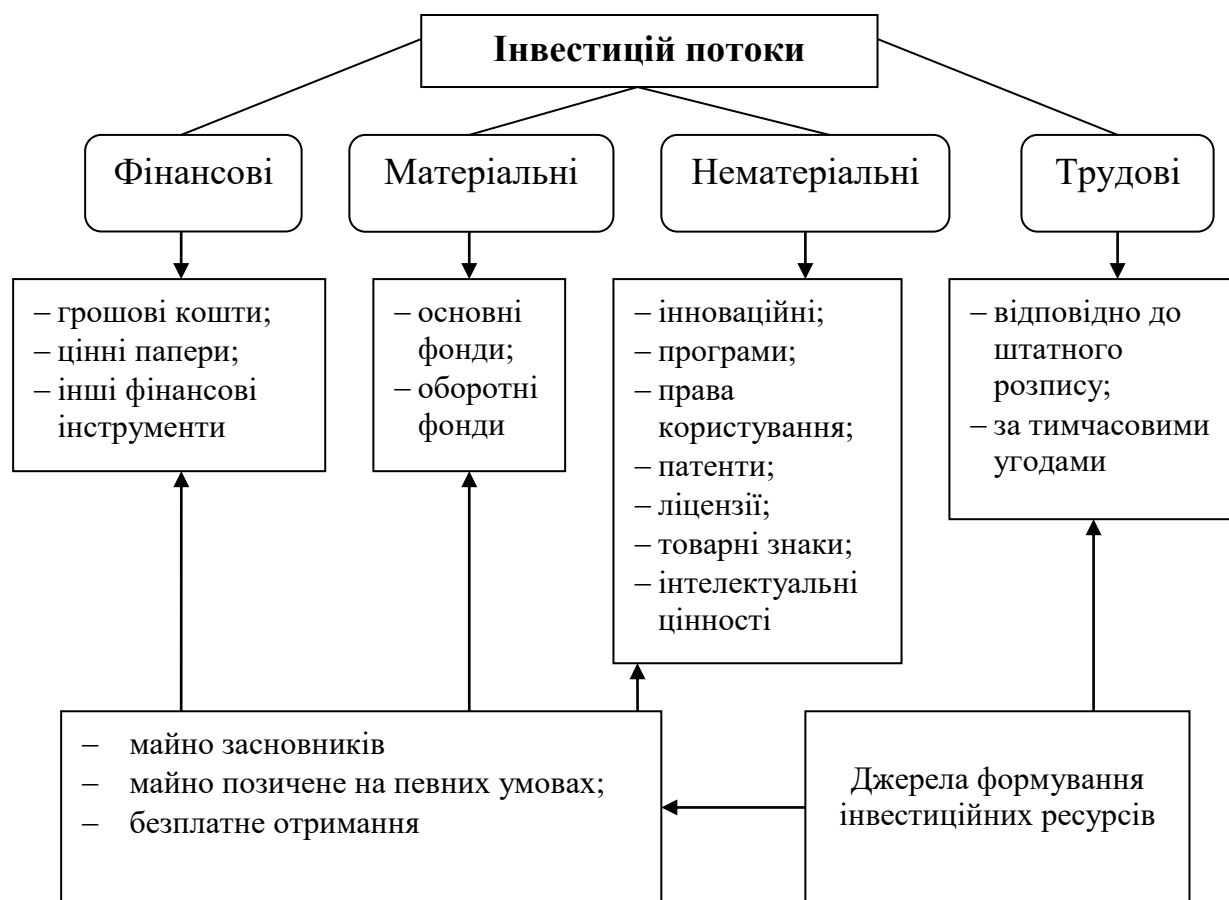 Інвестицій потоки
Фінансові
Матеріальні
Нематеріальні
Трудові
– грошові кошти;
– цінні папери;
– інші фінансові
інструменти
– основні
фонди;
– оборотні
фонди
– інноваційні;
– програми;
– права
користування;
– патенти;
– ліцензії;
– товарні знаки;
– інтелектуальні
цінності
– відповідно до
штатного
розпису;
– за тимчасовими
угодами
– майно засновників
– майно позичене на певних умовах;
– безплатне отримання
Джерела формування
інвестиційних ресурсів